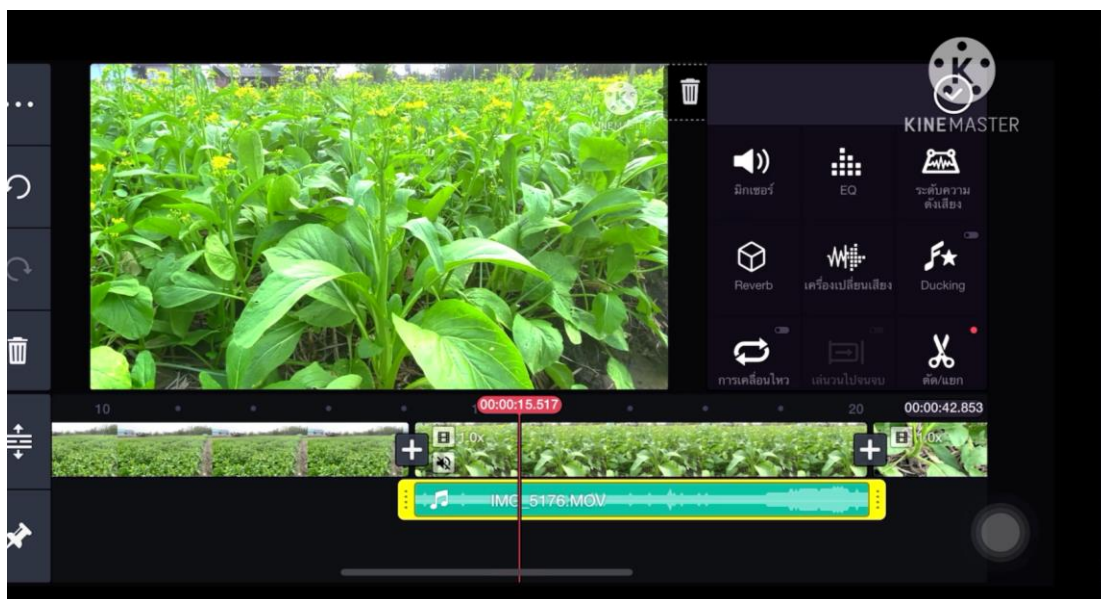 KINEMASTER
มิกเซอร์
EQ
ระดับความ
ดังเสียง
Reverb
เครื่องเปลี่ยนเสียง
Ducking
การเคลื่อนไหว
เล่นวนไปจนจบ
ตัด/แยก
10
00:00:15.517
20
00:00:42.853
1.0x
1.0x
IMG_5176.MOV